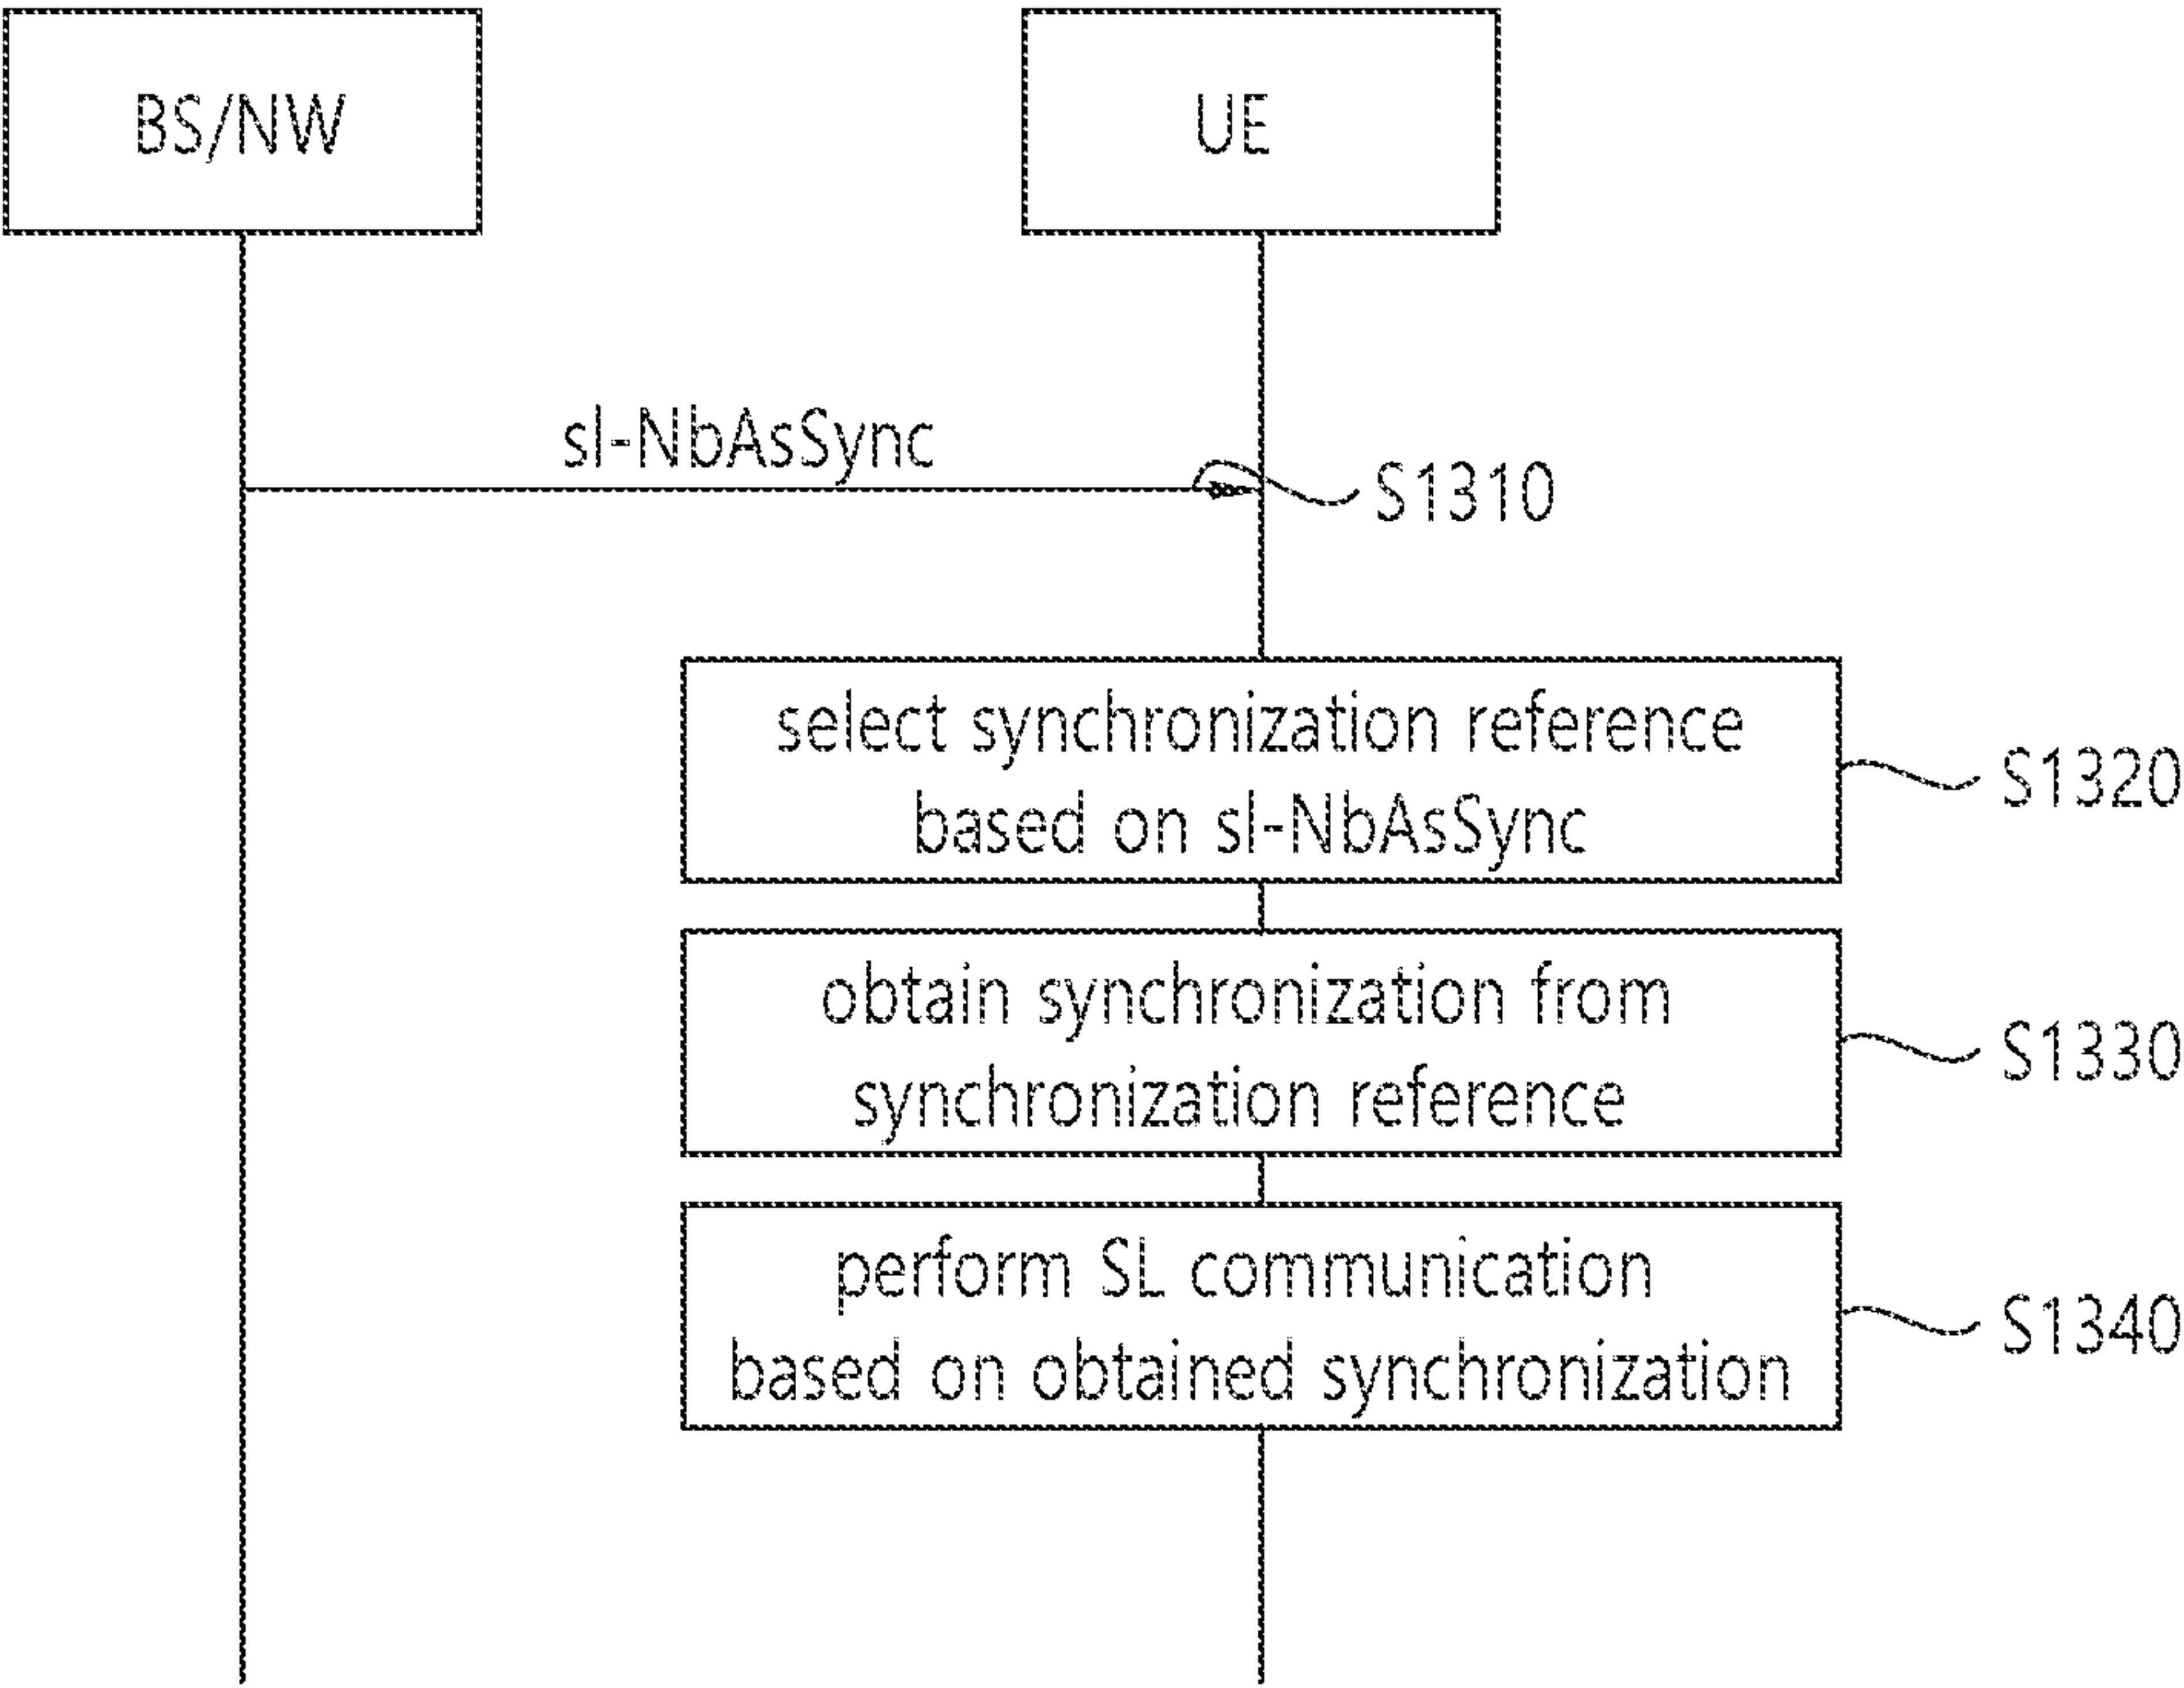 BS/NW
UE
sl-NbAsSync
S1310
select synchronization reference
based on sl-NbAsSync
S1320
obtain synchronization from
synchronization reference
S1330
perform SL communication
based on obtained synchronization
S1340